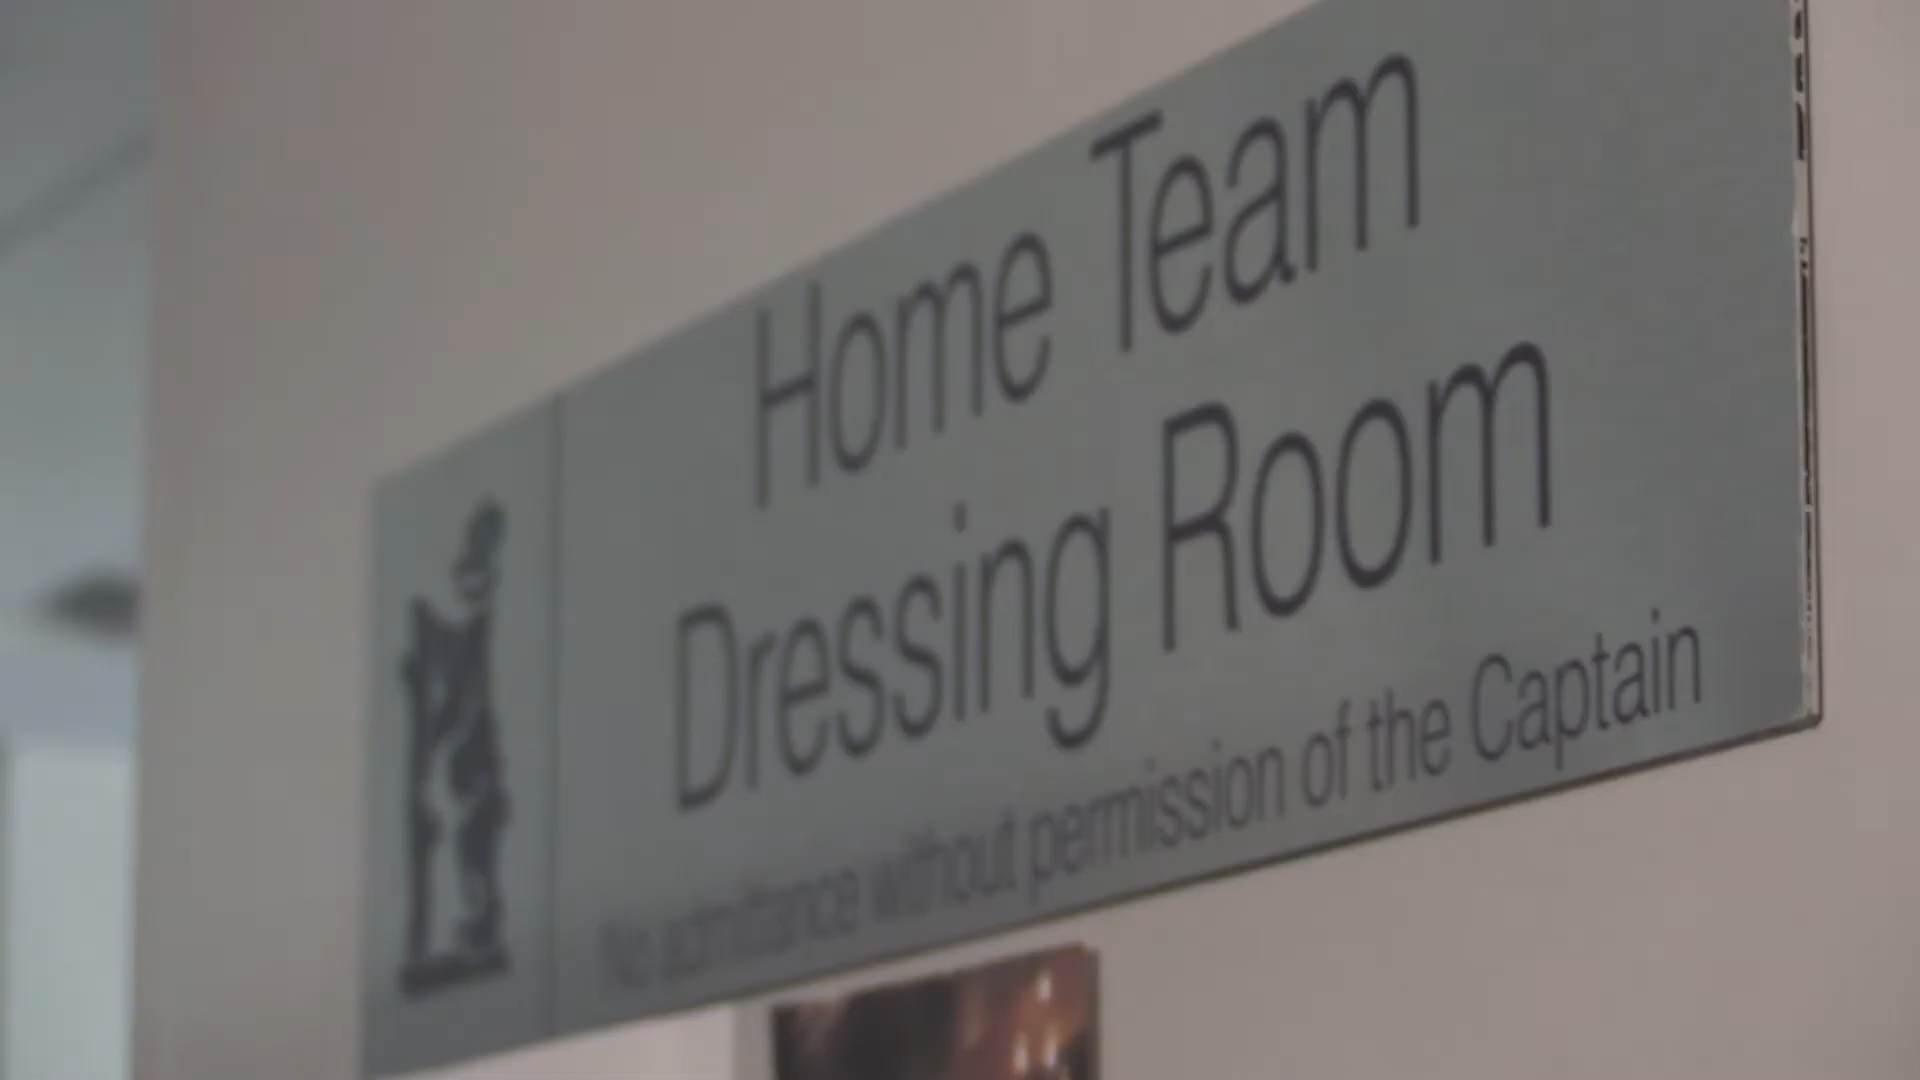 Home Team
Dressing Room
No admittance without permission of the Captain